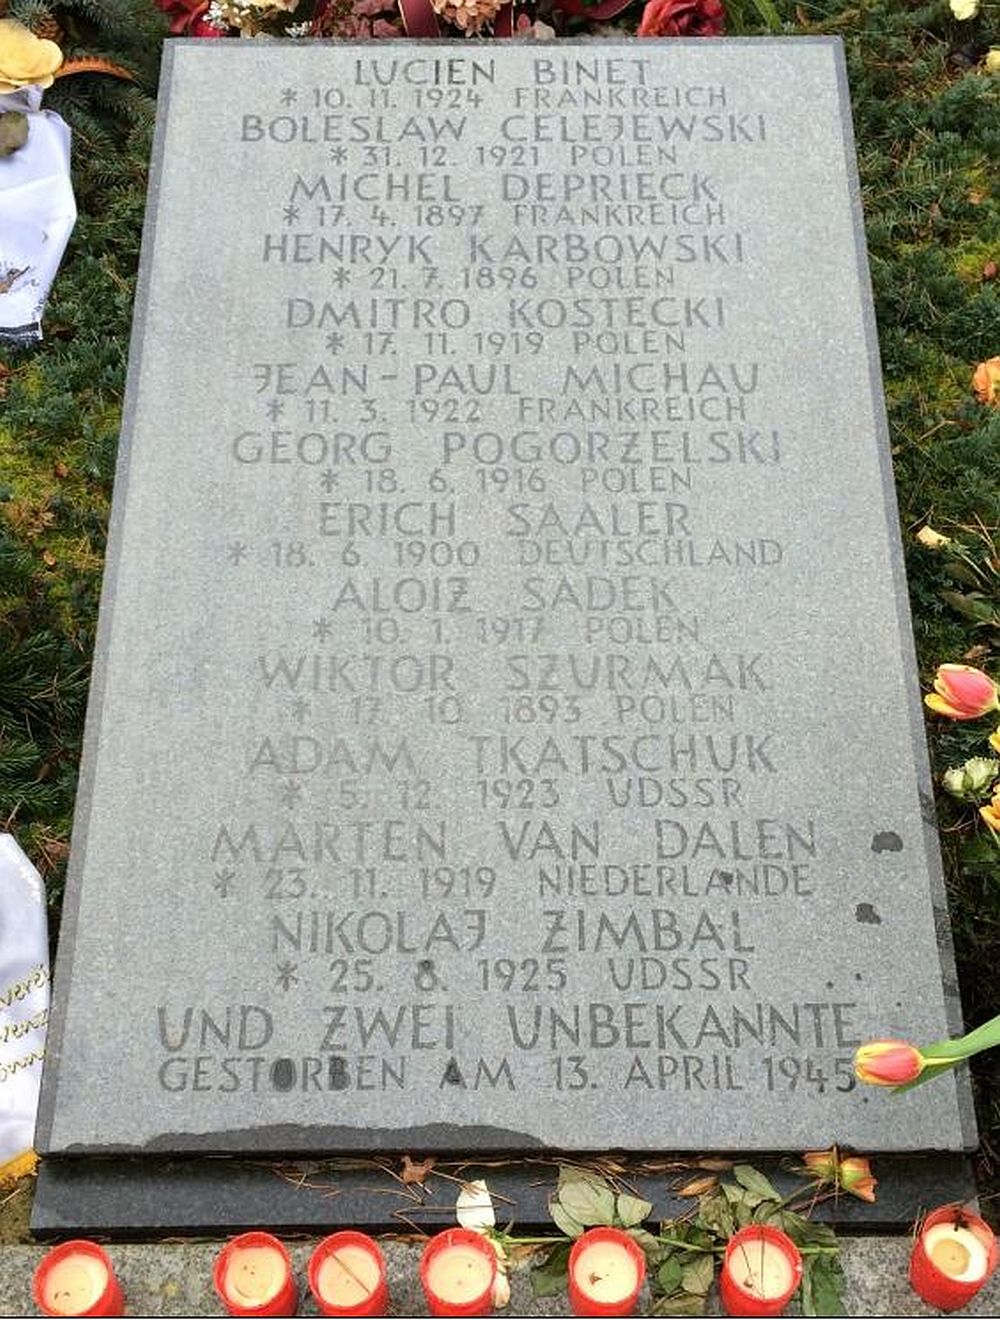 LUCIEN BINET
* 10. 11. 1924 FRANKREICH
BOLESLAW CELEJEWSKI
* 31. 12. 1921 POLEN
MICHEL DEPRIECK
* 17. 4. 1897 FRANKREICH
HENRYK KARBOWSKI
* 21. 7. 1896 POLEN
DMITRO KOSTECKI
* 17. 11. 1919 POLEN
JEAN-PAUL MICHAU
* 11. 3. 1922 FRANKREICH
GEORG POGORZELSKI
* 18. 6. 1916 POLEN
ERICH SAALER
* 18. 6. 1900 DEUTSCHLAND
ALOIZ SADEK
* 10. 1. 1917 POLEN
WIKTOR SZURMAK
* 17. 10. 1893 POLEN
ADAM TKATSCHUK
* 5. 12. 1923 UDSSR
MARTEN VAN DALEN
* 23. 11. 1919 NIEDERLANDE
NIKOLAJ ZIMBAL
* 25. 8. 1925 UDSSR
UND ZWEI UNBEKANNTE
GESTORBEN AM 13. APRIL 1945